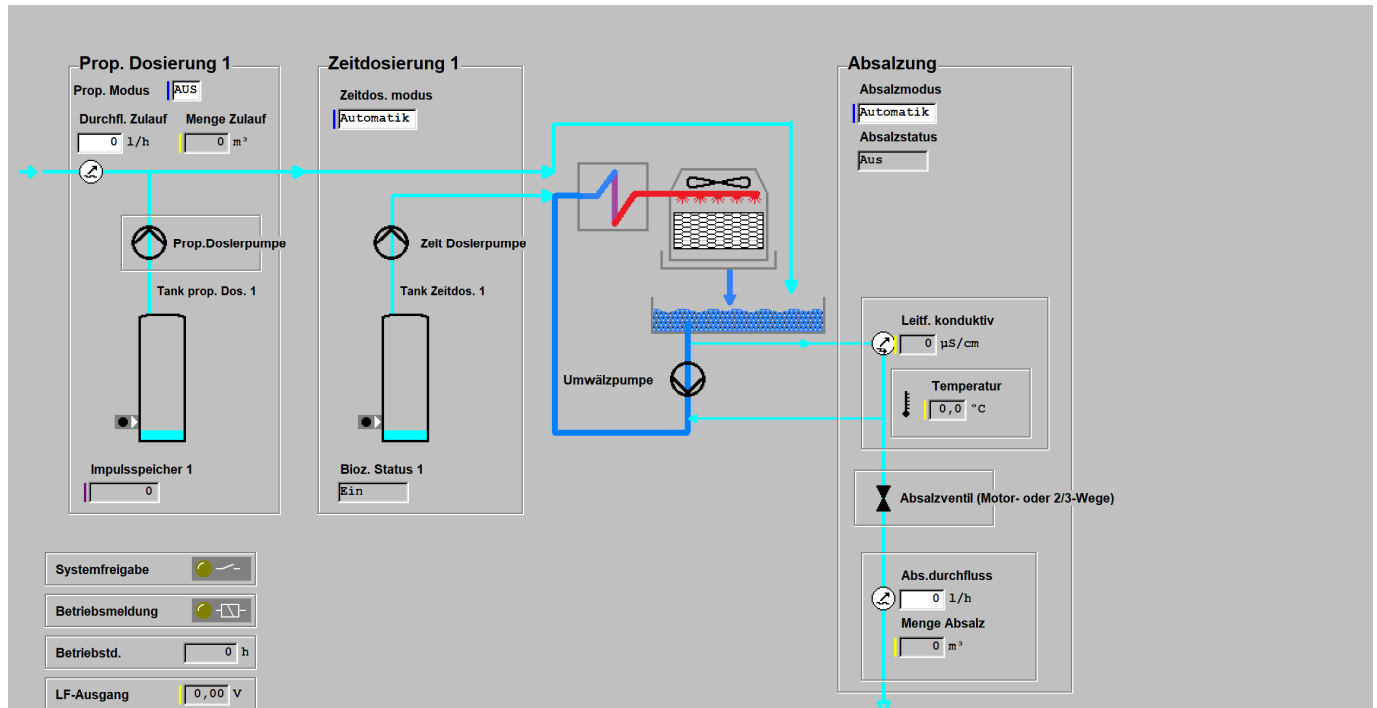 Prop. Dosierung 1
Prop. Modus AUS
Durchfl. Zulauf Menge Zulauf
0 l/h 0 m³
Prop.Dosierpumpe
Tank prop. Dos. 1
Impulsspeicher 1
0
Zeitdosierung 1
Zeitdos. modus
Automatik
Zeit Dosierpumpe
Tank Zeitdos. 1
Bioz. Status 1
Ein
Umwälzpumpe
Absalzung
Absalzmodus
Automatik
Absalzstatus
Aus
Leitf. konduktiv
0 µS/cm
Temperatur
0,0 °C
Absalzventil (Motor- oder 2/3-Wege)
Abs.durchfluss
0 l/h
Menge Absalz
0 m³
Systemfreigabe
Betriebsmeldung
Betriebstd. 0 h
LF-Ausgang 0,00 V